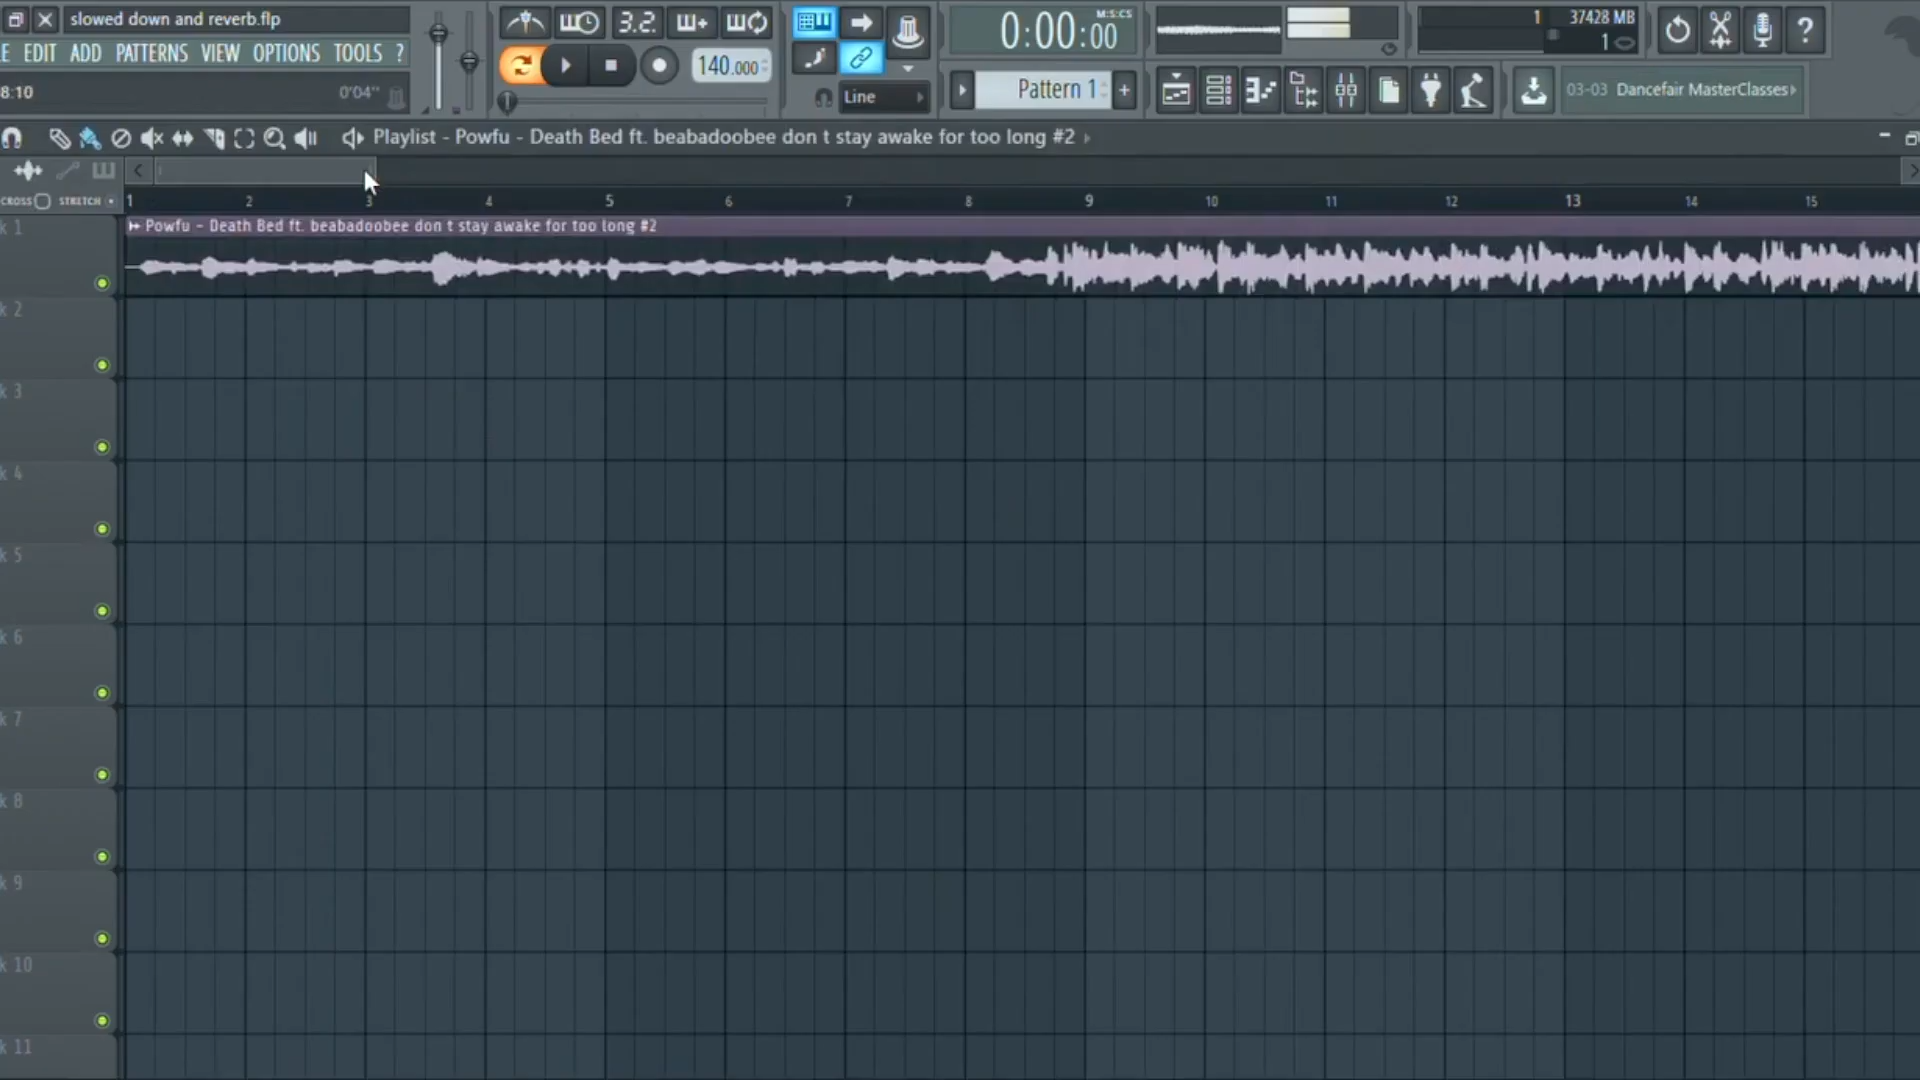 slowed down and reverb.flp
E EDIT ADD PATTERNS VIEW OPTIONS TOOLS ?
8:10 0'04"
3.2.
140.000
Line
0:00:00 M:S:CS
Pattern 1 +
1 37428 MB
1
?
03-03 Dancefair MasterClasses
Playlist - Powfu - Death Bed ft. beabadoobee don t stay awake for too long #2
CROSS STRETCH
1 2 3 4 5 6 7 8 9 10 11 12 13 14 15
Powfu - Death Bed ft. beabadoobee don t stay awake for too long #2
k 1
k 2
k 3
k 4
k 5
k 6
k 7
k 8
k 9
k 10
k 11